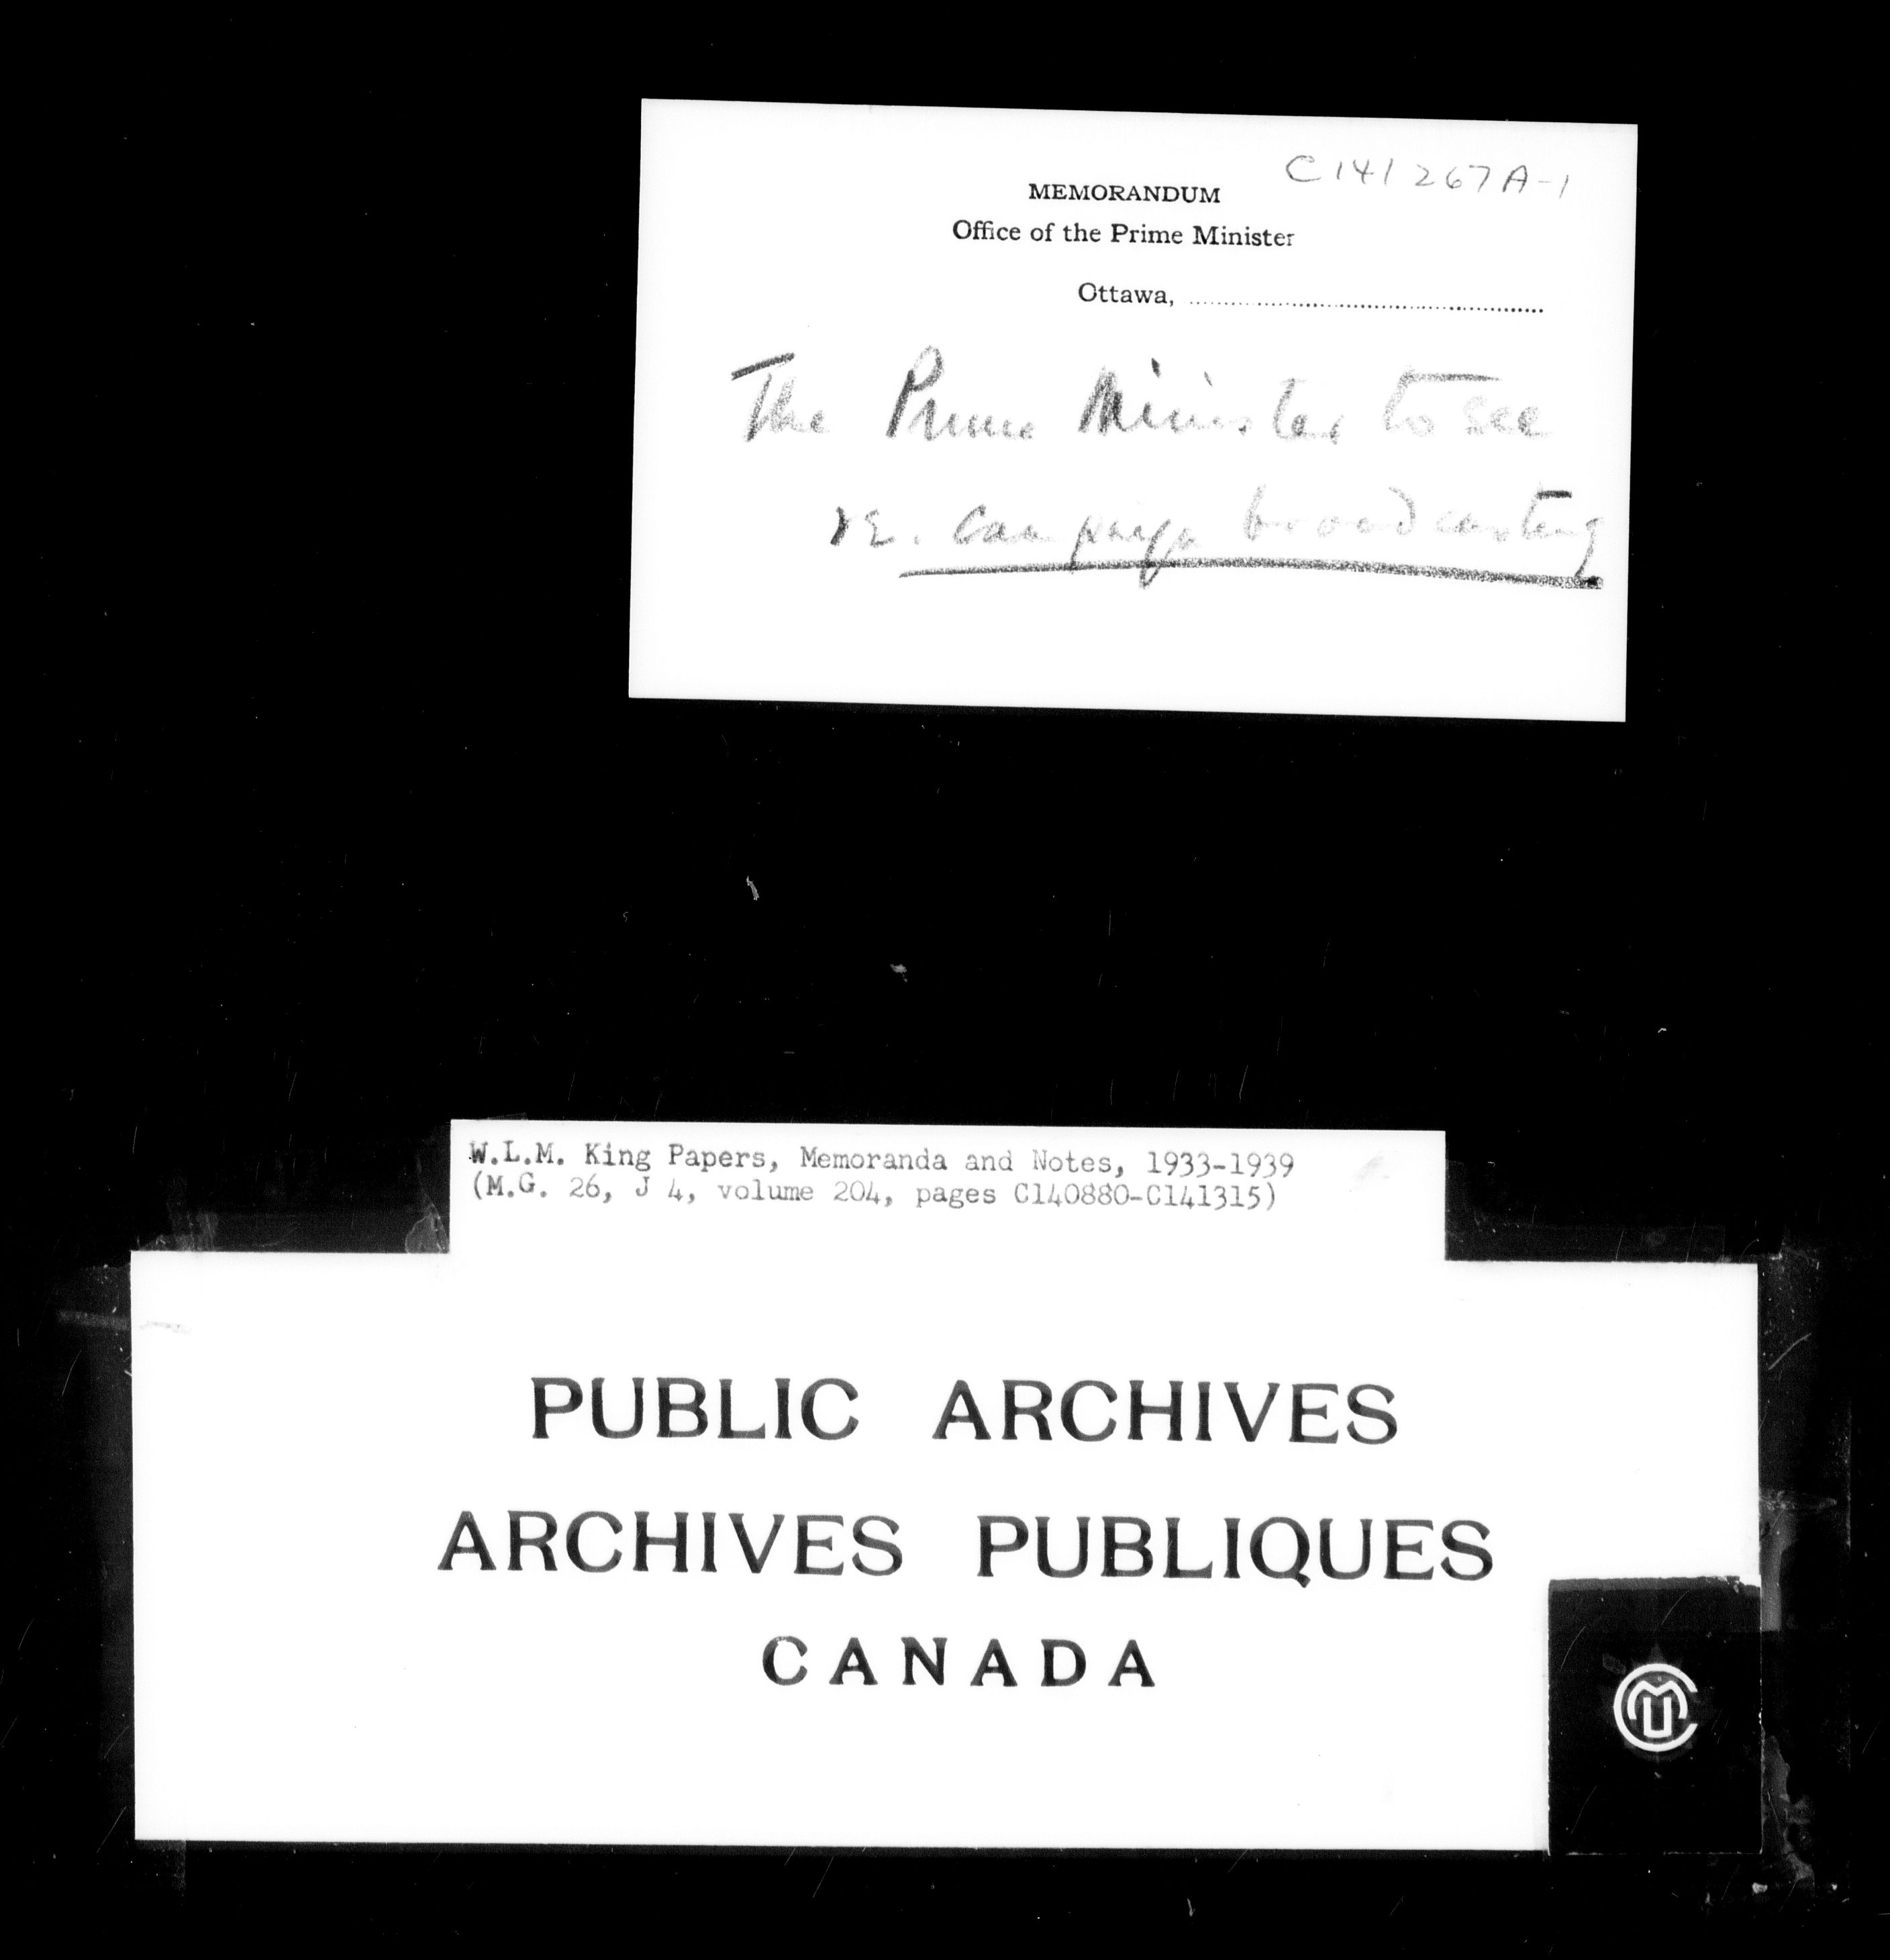 C141267A-1
MEMORANDUM
Office of the Prime Minister
Ottawa, ........................................
The Prime Minister to see
re. Campaign broadcasting
W.L.M. King Papers, Memoranda and Notes, 1933-1939
(M.G. 26, J 4, volume 204, pages C140880-C141315)
PUBLIC ARCHIVES
ARCHIVES PUBLIQUES
CANADA